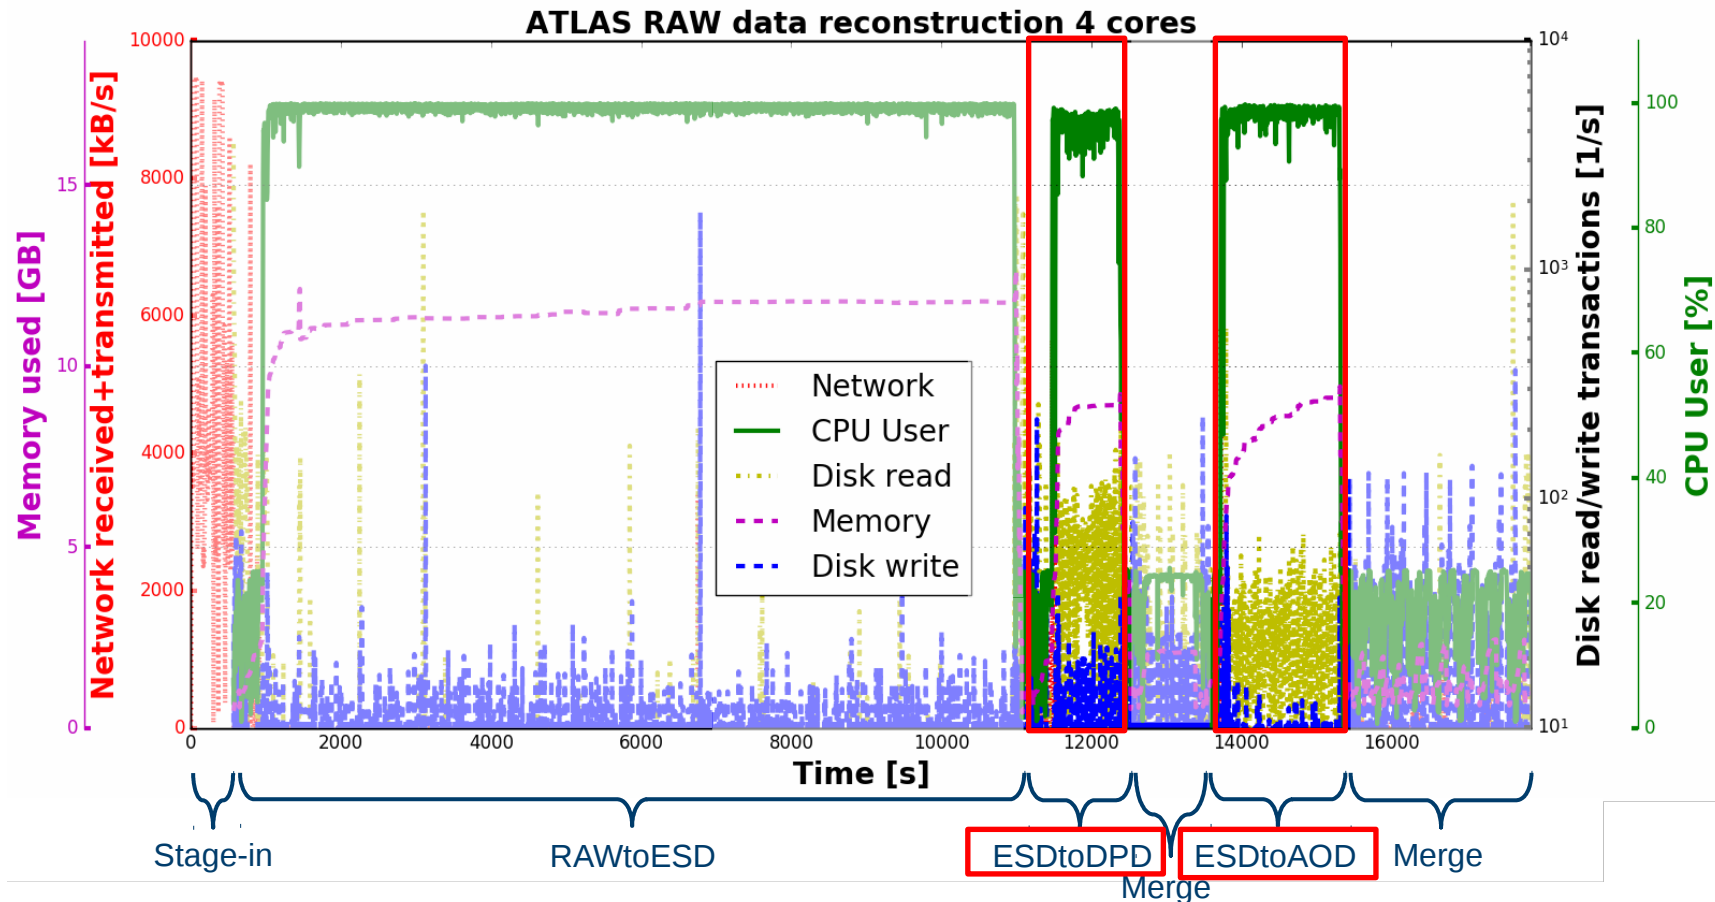 ATLAS RAW data reconstruction 4 cores
Memory used [GB]
0
5
10
15
Network received+transmitted [kB/s]
0
2000
4000
6000
8000
10000
Network
CPU User
Disk read
Memory
Disk write
10⁴
10³
10²
10¹
Disk read/write transactions [1/s]
100
80
60
40
20
0
CPU User [%]
0 2000 4000 6000 8000 10000 12000 14000 16000
Time [s]
Stage-in RAWtoESD ESDtoDPD ESDtoAOD Merge
Merge